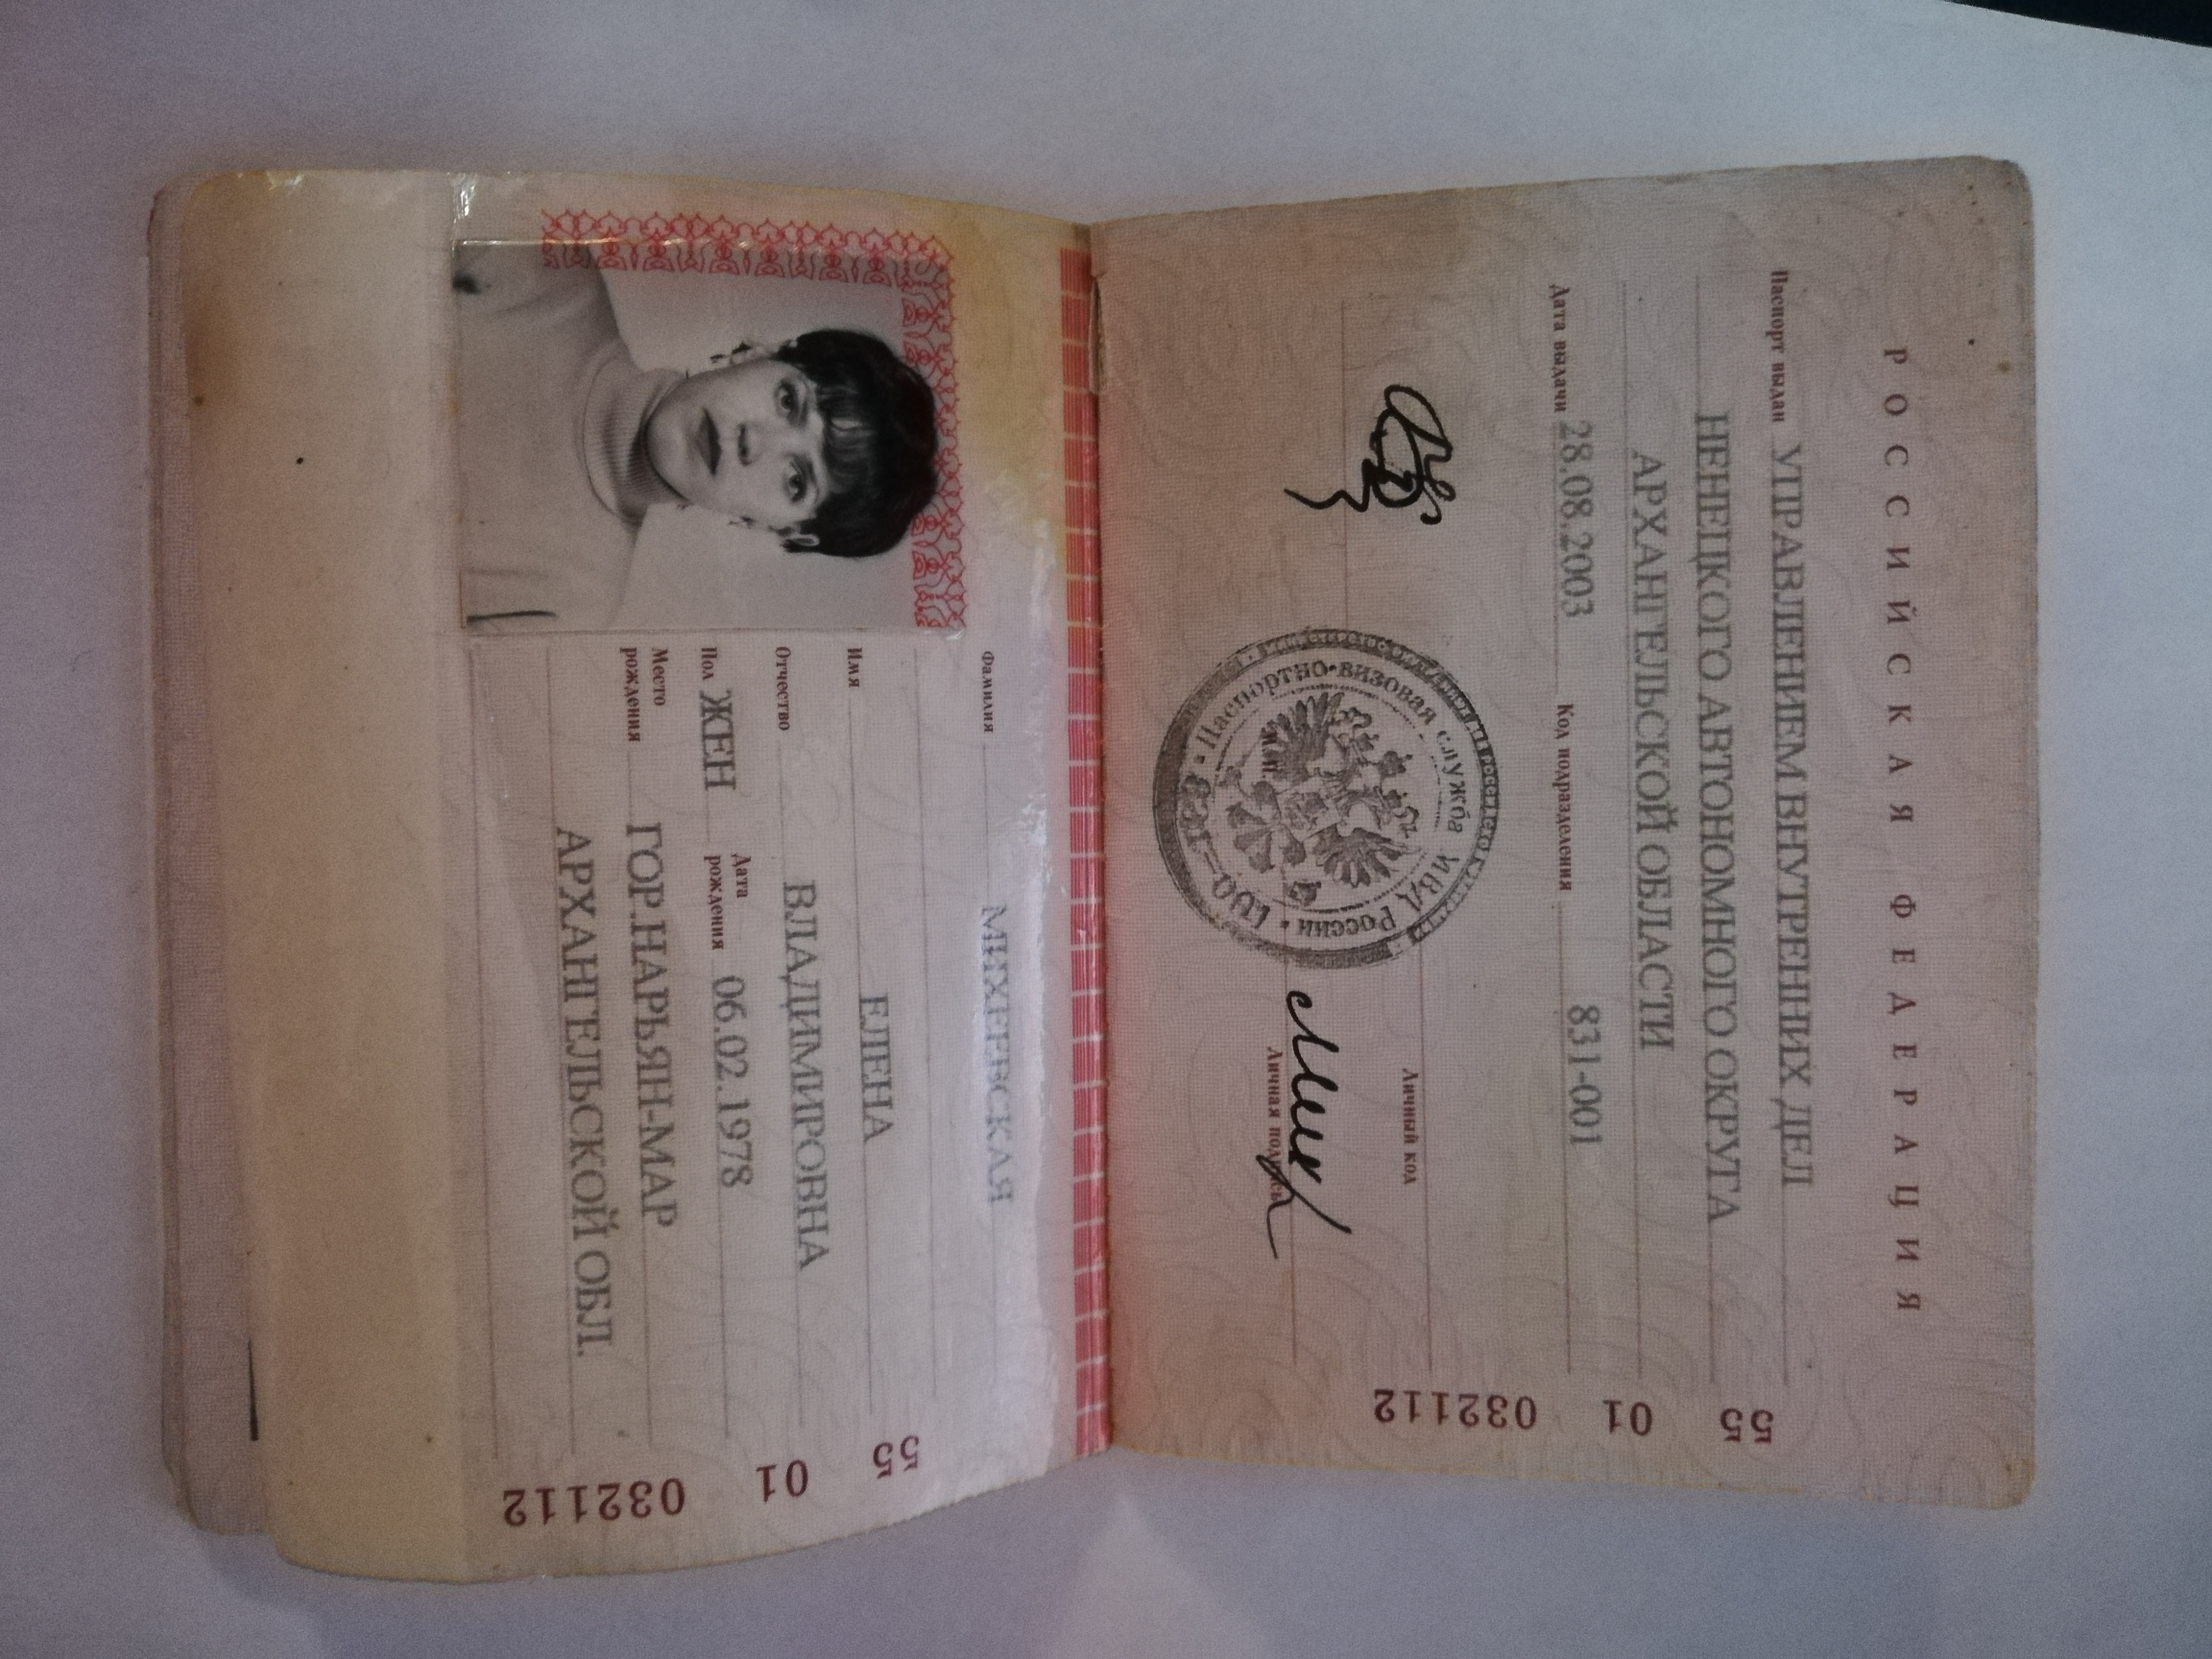 РОССИЙСКАЯ ФЕДЕРАЦИЯ
Паспорт выдан УПРАВЛЕНИЕМ ВНУТРЕННИХ ДЕЛ
НЕНЕЦКОГО АВТОНОМНОГО ОКРУГА
АРХАНГЕЛЬСКОЙ ОБЛАСТИ
Дата выдачи 28.08.2003 Код подразделения 831-001
Личный код
Личная подпись
М.П.
Паспортно-визовая служба МВД России
55 01 032112
Фамилия МИХЕЕВСКАЯ
Имя ЕЛЕНА
Отчество ВЛАДИМИРОВНА
Пол ЖЕН Дата рождения 06.02.1978
Место рождения ГОР.НАРЬЯН-МАР
АРХАНГЕЛЬСКОЙ ОБЛ.
55 01 032112